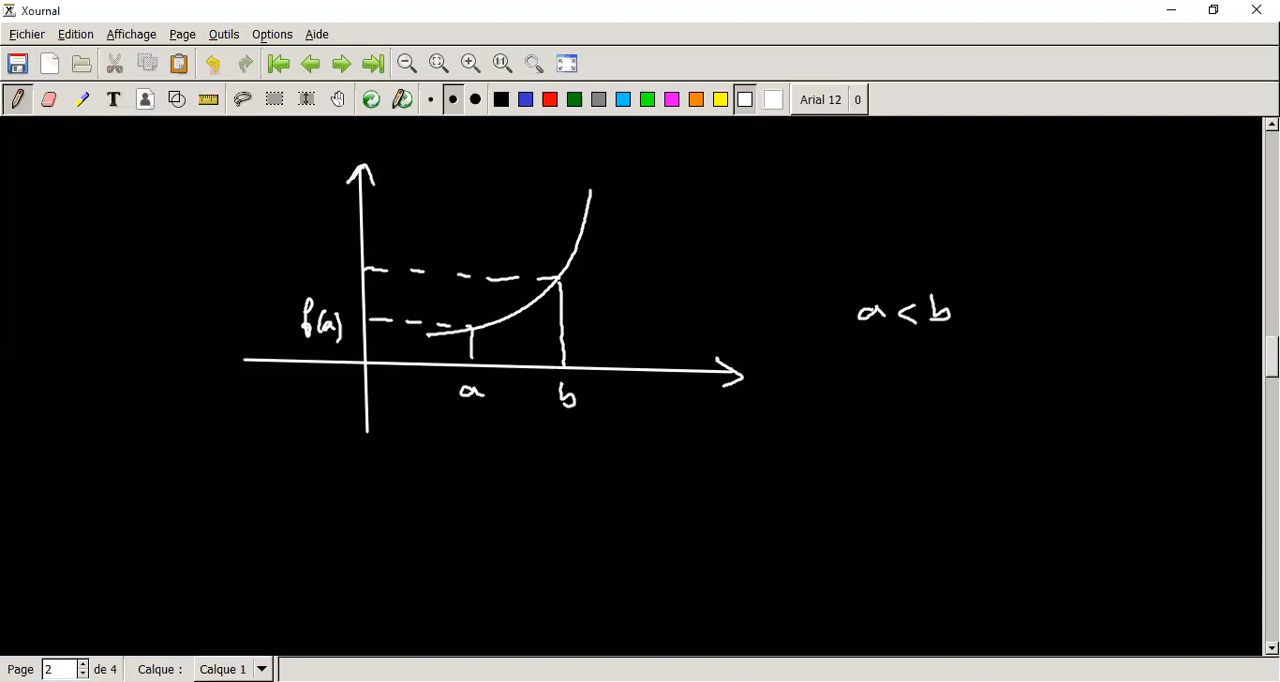 Xournal
Fichier Edition Affichage Page Outils Options Aide
T Arial 12 0
f(a)
a < b
a b
Page 2 de 4 Calque : Calque 1